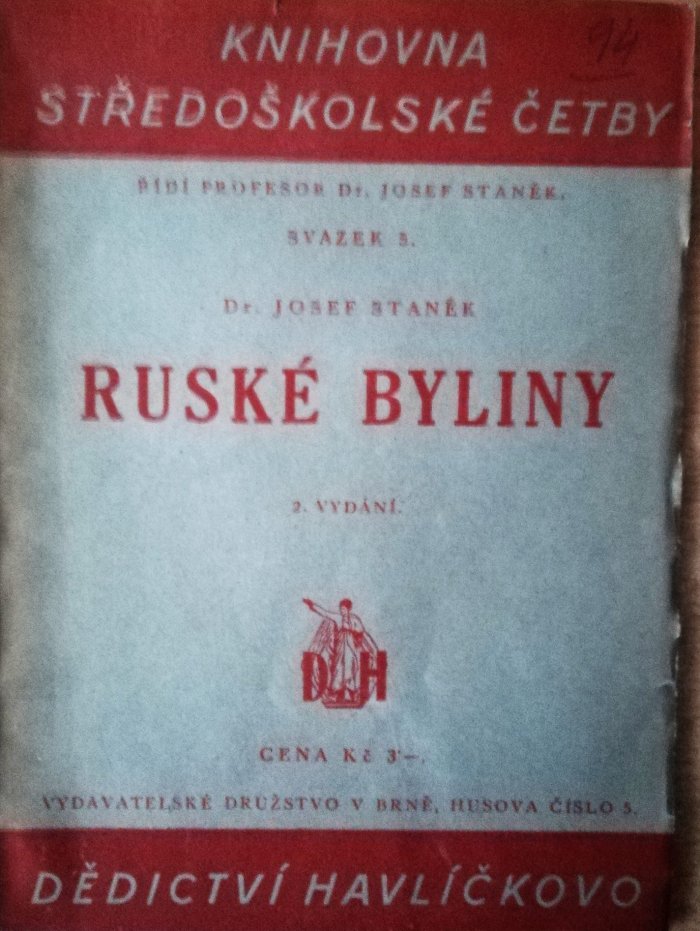 94
KNIHOVNA
STŘEDOŠKOLSKÉ ČETBY
ŘÍDÍ PROFESOR Dr. JOSEF STANĚK.
SVAZEK 3.
Dr. JOSEF STANĚK
RUSKÉ BYLINY
2. VYDÁNÍ.
D H
CENA Kč 3'–.
VYDAVATELSKÉ DRUŽSTVO V BRNĚ, HUSOVA ČÍSLO 5.
DĚDICTVÍ HAVLÍČKOVO